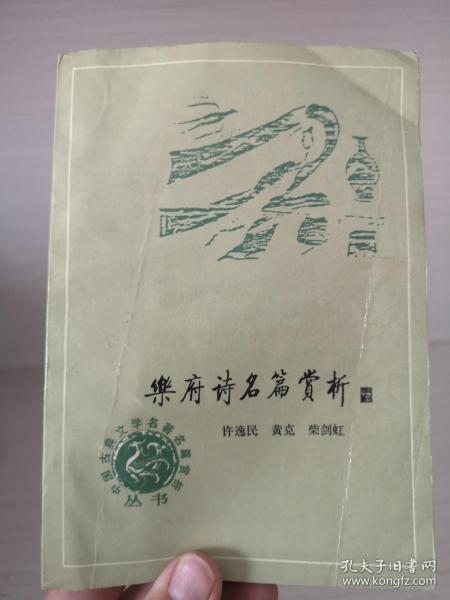 樂府诗名篇赏析
许逸民 黄克 柴剑虹
中国古典文学名著名篇赏析
丛书
孔夫子旧书网
www.kongfz.com